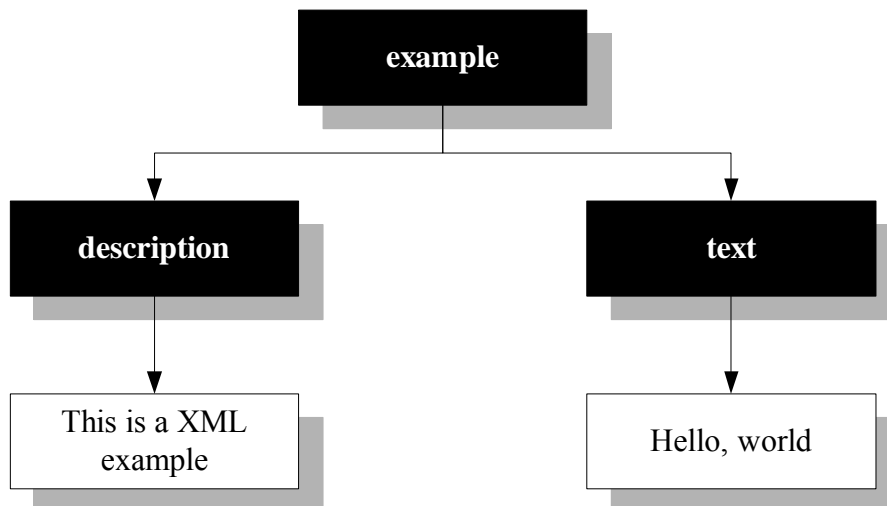 example
description
text
This is a XML
example
Hello, world